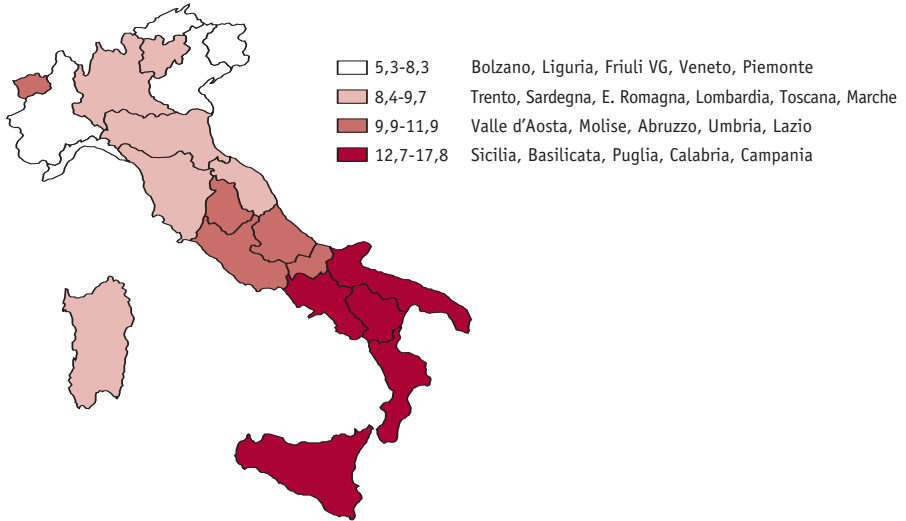 5,3-8,3 Bolzano, Liguria, Friuli VG, Veneto, Piemonte
8,4-9,7 Trento, Sardegna, E. Romagna, Lombardia, Toscana, Marche
9,9-11,9 Valle d'Aosta, Molise, Abruzzo, Umbria, Lazio
12,7-17,8 Sicilia, Basilicata, Puglia, Calabria, Campania